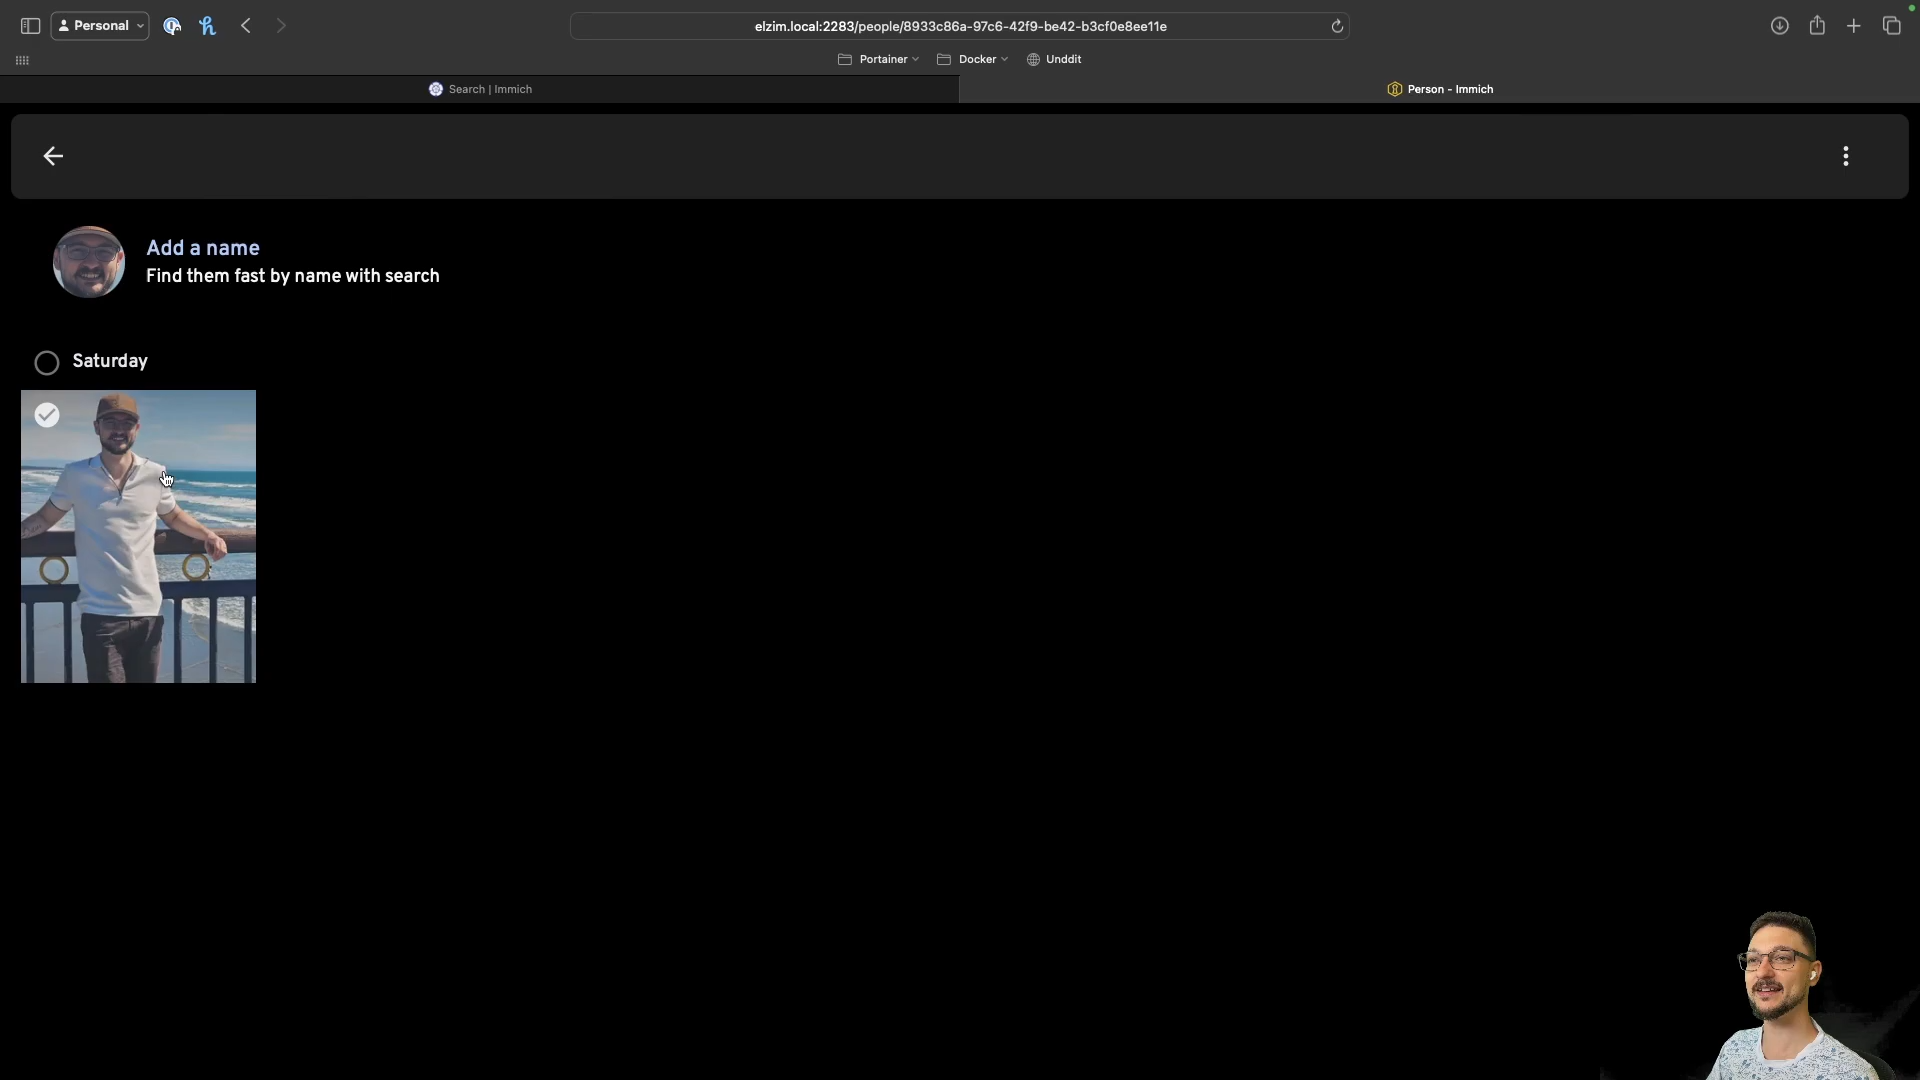 Personal
elzim.local:2283/people/8933c86a-97c6-42f9-be42-b3cf0e8ee11e
Portainer
Docker
Unddit
Search | Immich
Person - Immich
Add a name
Find them fast by name with search
Saturday